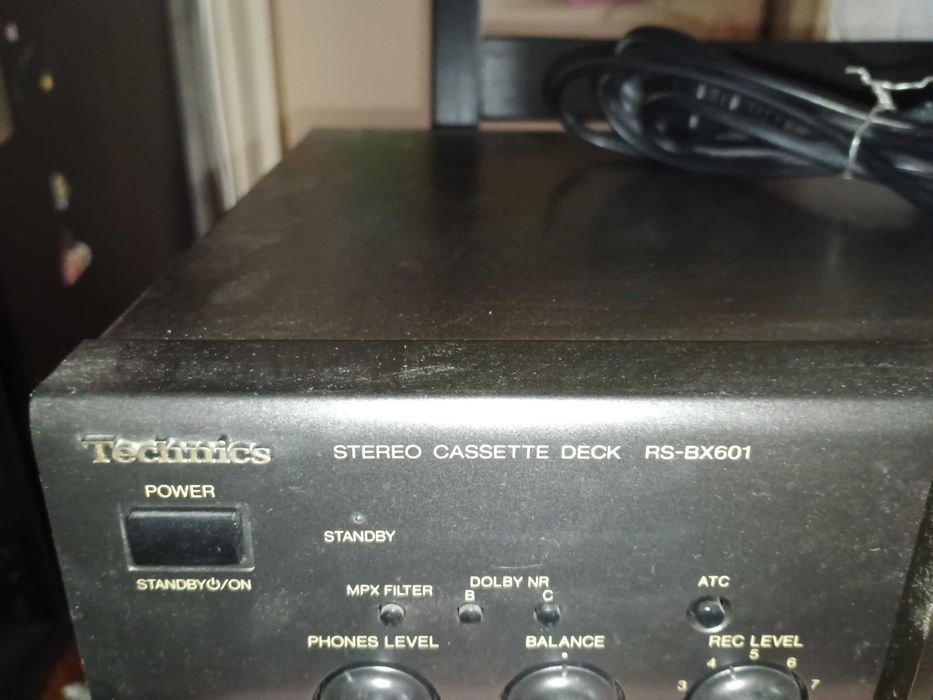 Technics STEREO CASSETTE DECK RS-BX601
POWER
STANDBY
STANDBY⏻/ON
MPX FILTER DOLBY NR ATC
B C
PHONES LEVEL BALANCE REC LEVEL
3 4 5 6 7